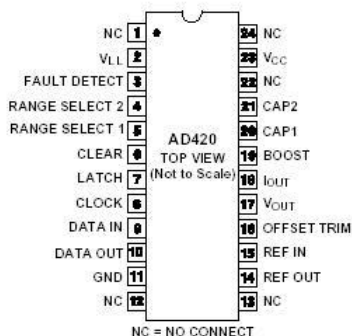 NC 1 24 NC
VLL 2 23 VCC
FAULT DETECT 3 22 NC
RANGE SELECT 2 4 21 CAP2
RANGE SELECT 1 5 20 CAP1
CLEAR 6 19 BOOST
LATCH 7 18 IOUT
CLOCK 8 17 VOUT
DATA IN 9 16 OFFSET TRIM
DATA OUT 10 15 REF IN
GND 11 14 REF OUT
NC 12 13 NC
AD420
TOP VIEW
(Not to Scale)
NC = NO CONNECT